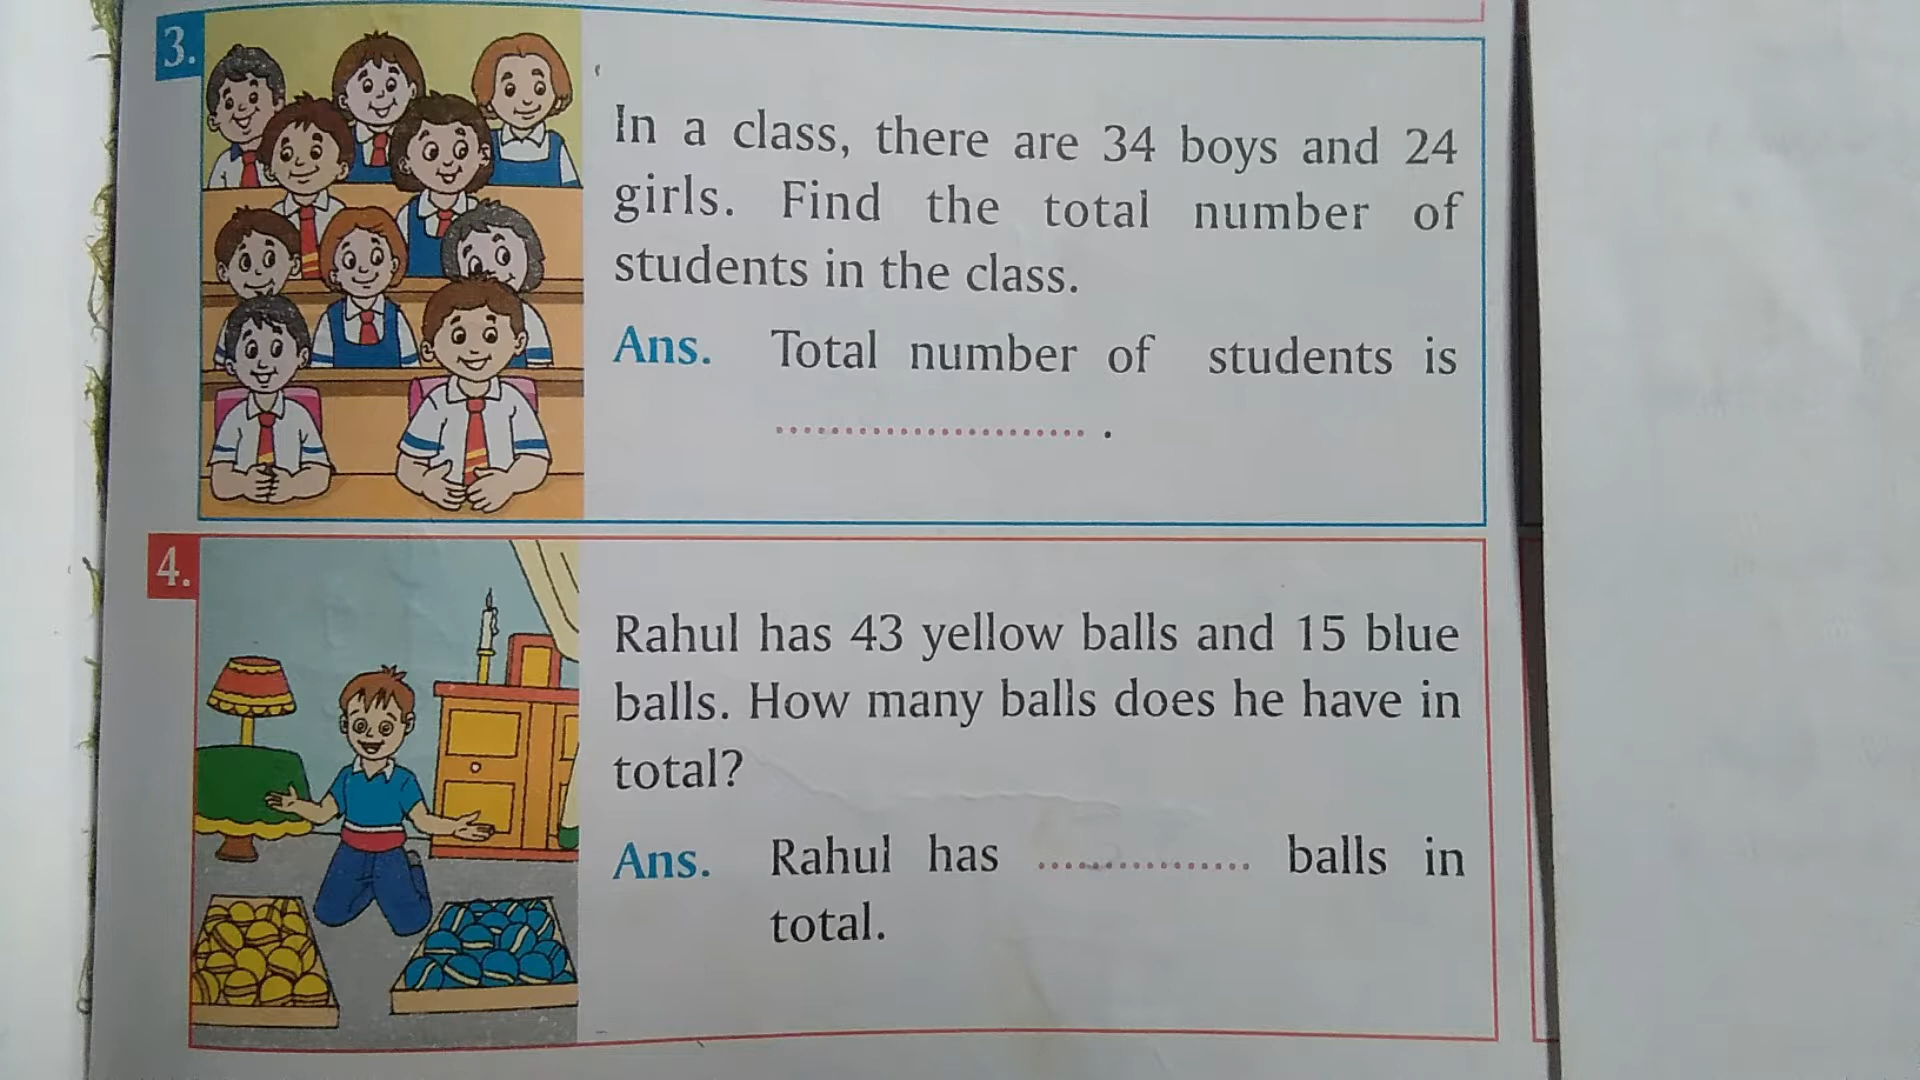 3.
In a class, there are 34 boys and 24
girls. Find the total number of
students in the class.
Ans. Total number of students is
....................... .
4.
Rahul has 43 yellow balls and 15 blue
balls. How many balls does he have in
total?
Ans. Rahul has ................ balls in
total.